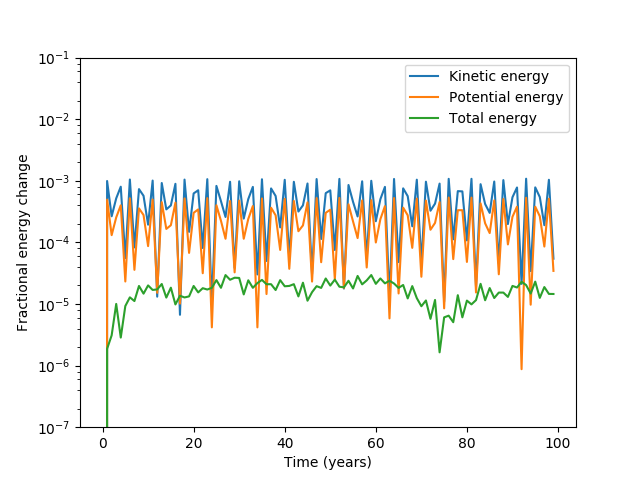 Kinetic energy
Potential energy
Total energy
10⁻¹
10⁻²
10⁻³
10⁻⁴
10⁻⁵
10⁻⁶
10⁻⁷
Fractional energy change
0 20 40 60 80 100
Time (years)